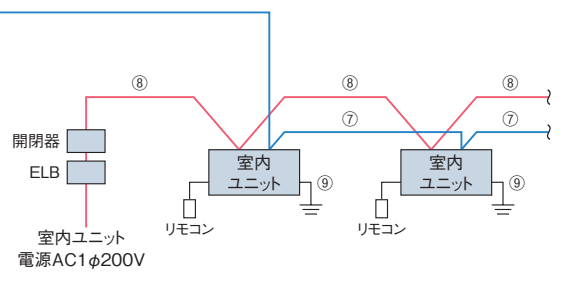 ⑧
⑧
⑧
⑦
⑦
開閉器
ELB
室内
ユニット
⑨
室内
ユニット
⑨
リモコン
リモコン
室内ユニット
電源AC1φ200V